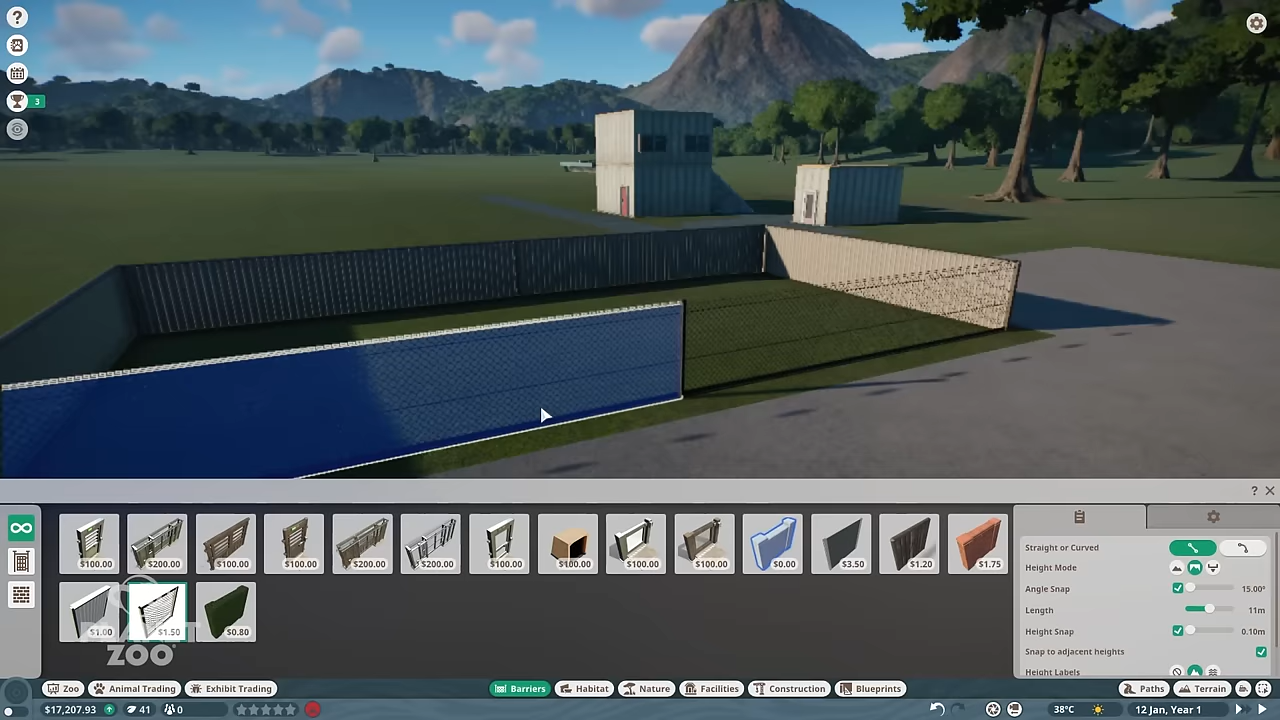 ?
3
? ×
$100.00 $200.00 $100.00 $100.00 $200.00 $200.00 $100.00 $100.00 $100.00 $100.00 $0.00 $3.50 $1.20 $1.75
$1.00 $1.50 $0.80
ZOO
Straight or Curved
Height Mode
Angle Snap 15.00°
Length 11m
Height Snap 0.10m
Snap to adjacent heights
Height Labels
Zoo Animal Trading Exhibit Trading Barriers Habitat Nature Facilities Construction Blueprints Paths Terrain
$17,207.93 41 0 38°C 12 Jan, Year 1